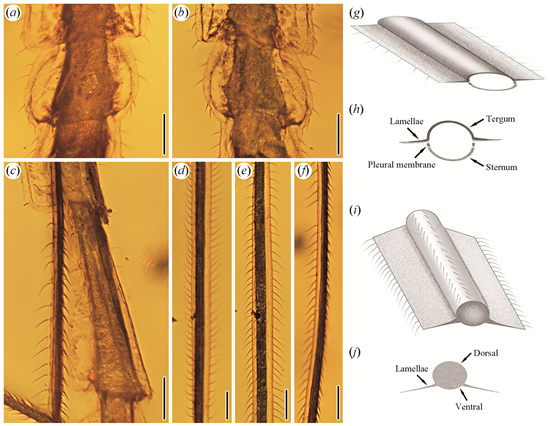 (a)
(b)
(g)
(h)
Lamellae
Tergum
Pleural membrane
Sternum
(c)
(d)
(e)
(f)
(i)
(j)
Dorsal
Lamellae
Ventral